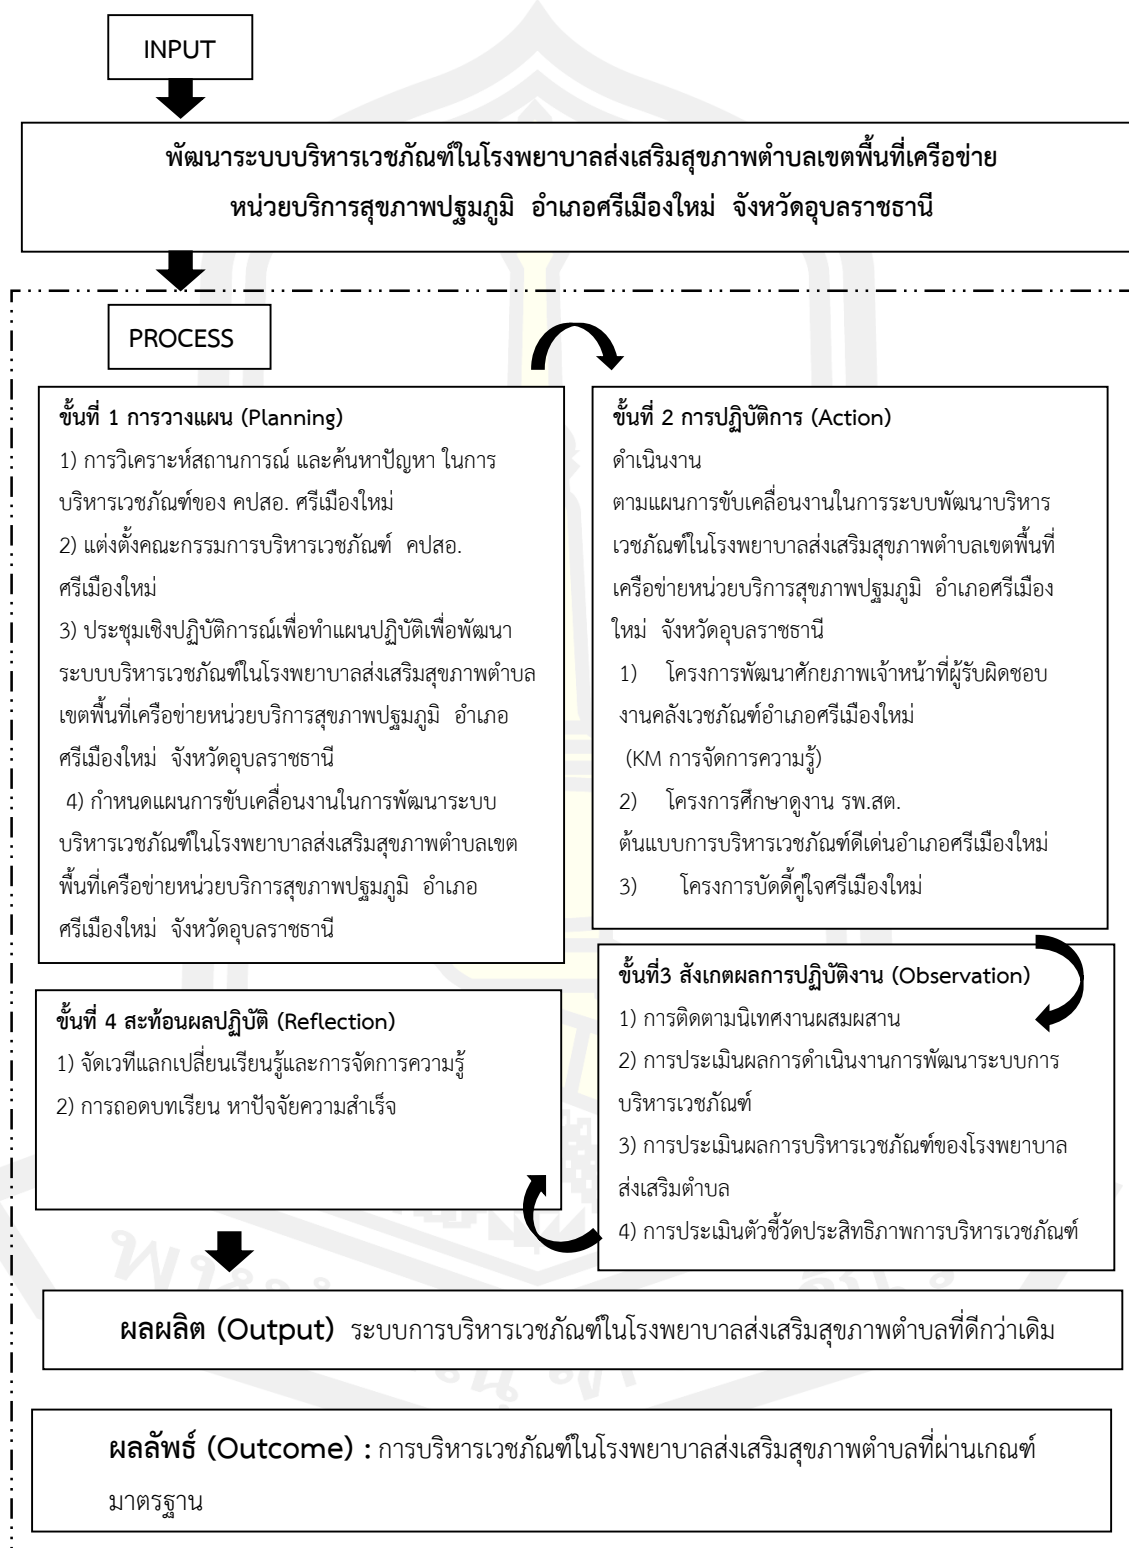 INPUT
พัฒนาระบบบริหารเวชภัณฑ์ในโรงพยาบาลส่งเสริมสุขภาพตำบลเขตพื้นที่เครือข่าย
หน่วยบริการสุขภาพปฐมภูมิ อำเภอศรีเมืองใหม่ จังหวัดอุบลราชธานี
PROCESS
ขั้นที่ 1 การวางแผน (Planning)
1) การวิเคราะห์สถานการณ์ และค้นหาปัญหา ในการ
บริหารเวชภัณฑ์ของ คปสอ. ศรีเมืองใหม่
2) แต่งตั้งคณะกรรมการบริหารเวชภัณฑ์ คปสอ.
ศรีเมืองใหม่
3) ประชุมเชิงปฏิบัติการณ์เพื่อทำแผนปฏิบัติเพื่อพัฒนา
ระบบบริหารเวชภัณฑ์ในโรงพยาบาลส่งเสริมสุขภาพตำบล
เขตพื้นที่เครือข่ายหน่วยบริการสุขภาพปฐมภูมิ อำเภอ
ศรีเมืองใหม่ จังหวัดอุบลราชธานี
4) กำหนดแผนการขับเคลื่อนงานในการพัฒนาระบบ
บริหารเวชภัณฑ์ในโรงพยาบาลส่งเสริมสุขภาพตำบลเขต
พื้นที่เครือข่ายหน่วยบริการสุขภาพปฐมภูมิ อำเภอ
ศรีเมืองใหม่ จังหวัดอุบลราชธานี
ขั้นที่ 2 การปฏิบัติการ (Action)
ดำเนินงาน
ตามแผนการขับเคลื่อนงานในการระบบพัฒนาบริหาร
เวชภัณฑ์ในโรงพยาบาลส่งเสริมสุขภาพตำบลเขตพื้นที่
เครือข่ายหน่วยบริการสุขภาพปฐมภูมิ อำเภอศรีเมือง
ใหม่ จังหวัดอุบลราชธานี
1) โครงการพัฒนาศักยภาพเจ้าหน้าที่ผู้รับผิดชอบ
งานคลังเวชภัณฑ์อำเภอศรีเมืองใหม่
(KM การจัดการความรู้)
2) โครงการศึกษาดูงาน รพ.สต.
ต้นแบบการบริหารเวชภัณฑ์ดีเด่นอำเภอศรีเมืองใหม่
3) โครงการบัดดี้คู่ใจศรีเมืองใหม่
ขั้นที่3 สังเกตผลการปฏิบัติงาน (Observation)
1) การติดตามนิเทศงานผสมผสาน
2) การประเมินผลการดำเนินงานการพัฒนาระบบการ
บริหารเวชภัณฑ์
3) การประเมินผลการบริหารเวชภัณฑ์ของโรงพยาบาล
ส่งเสริมตำบล
4) การประเมินตัวชี้วัดประสิทธิภาพการบริหารเวชภัณฑ์
ขั้นที่ 4 สะท้อนผลปฏิบัติ (Reflection)
1) จัดเวทีแลกเปลี่ยนเรียนรู้และการจัดการความรู้
2) การถอดบทเรียน หาปัจจัยความสำเร็จ
ผลผลิต (Output) ระบบการบริหารเวชภัณฑ์ในโรงพยาบาลส่งเสริมสุขภาพตำบลที่ดีกว่าเดิม
ผลลัพธ์ (Outcome) : การบริหารเวชภัณฑ์ในโรงพยาบาลส่งเสริมสุขภาพตำบลที่ผ่านเกณฑ์
มาตรฐาน